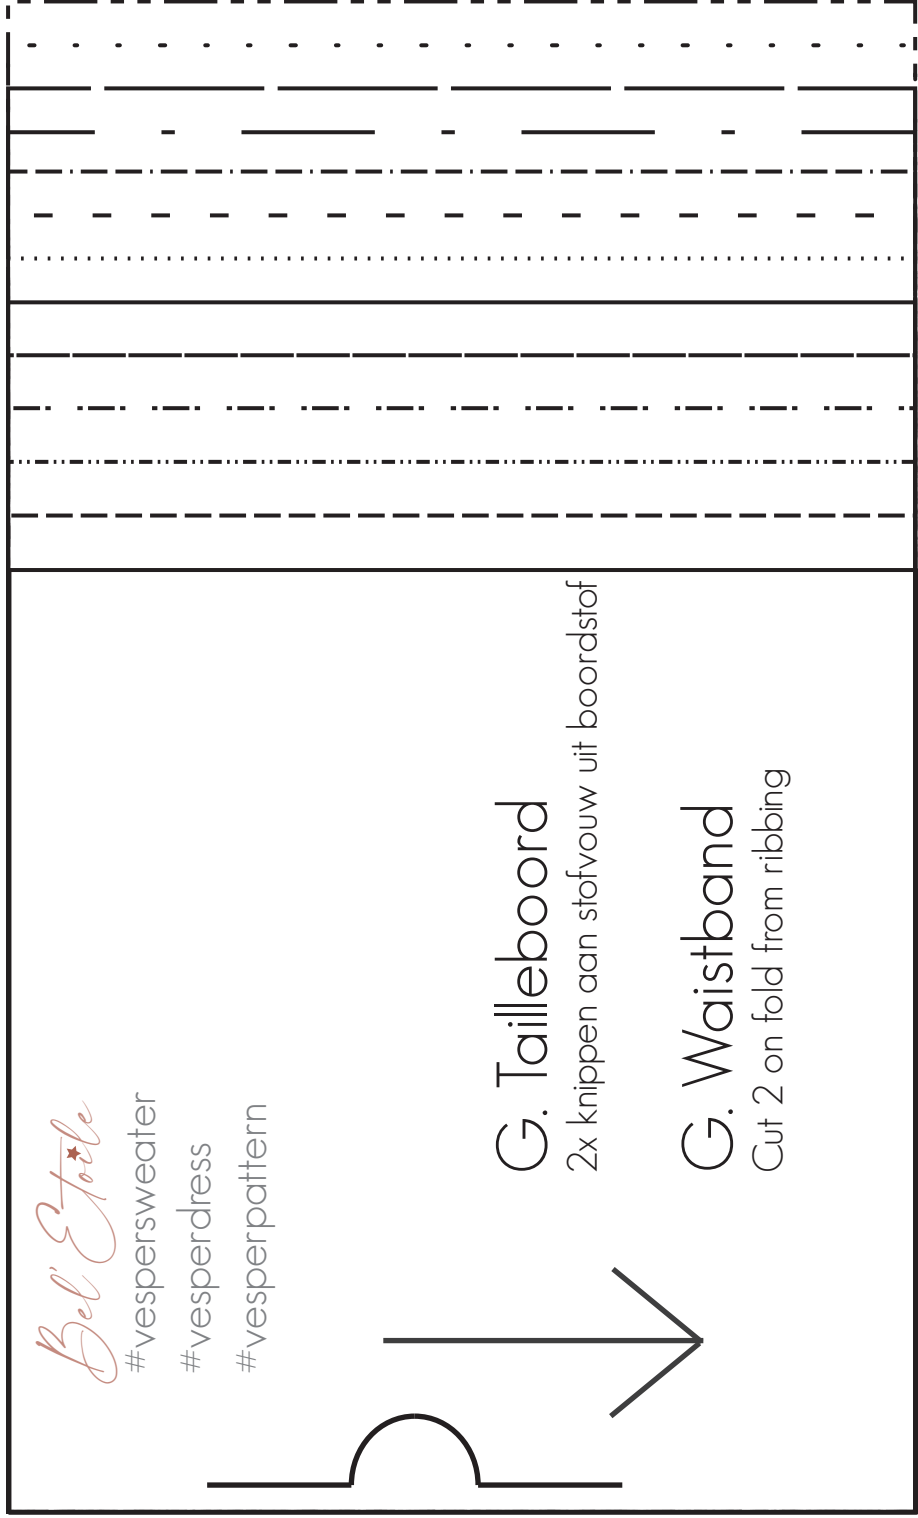 Bel' Etoile
#vespersweater
#vesperdress
#vesperpattern
G. Tailleboord
2x knippen aan stofvouw uit boordstof
G. Waistband
Cut 2 on fold from ribbing